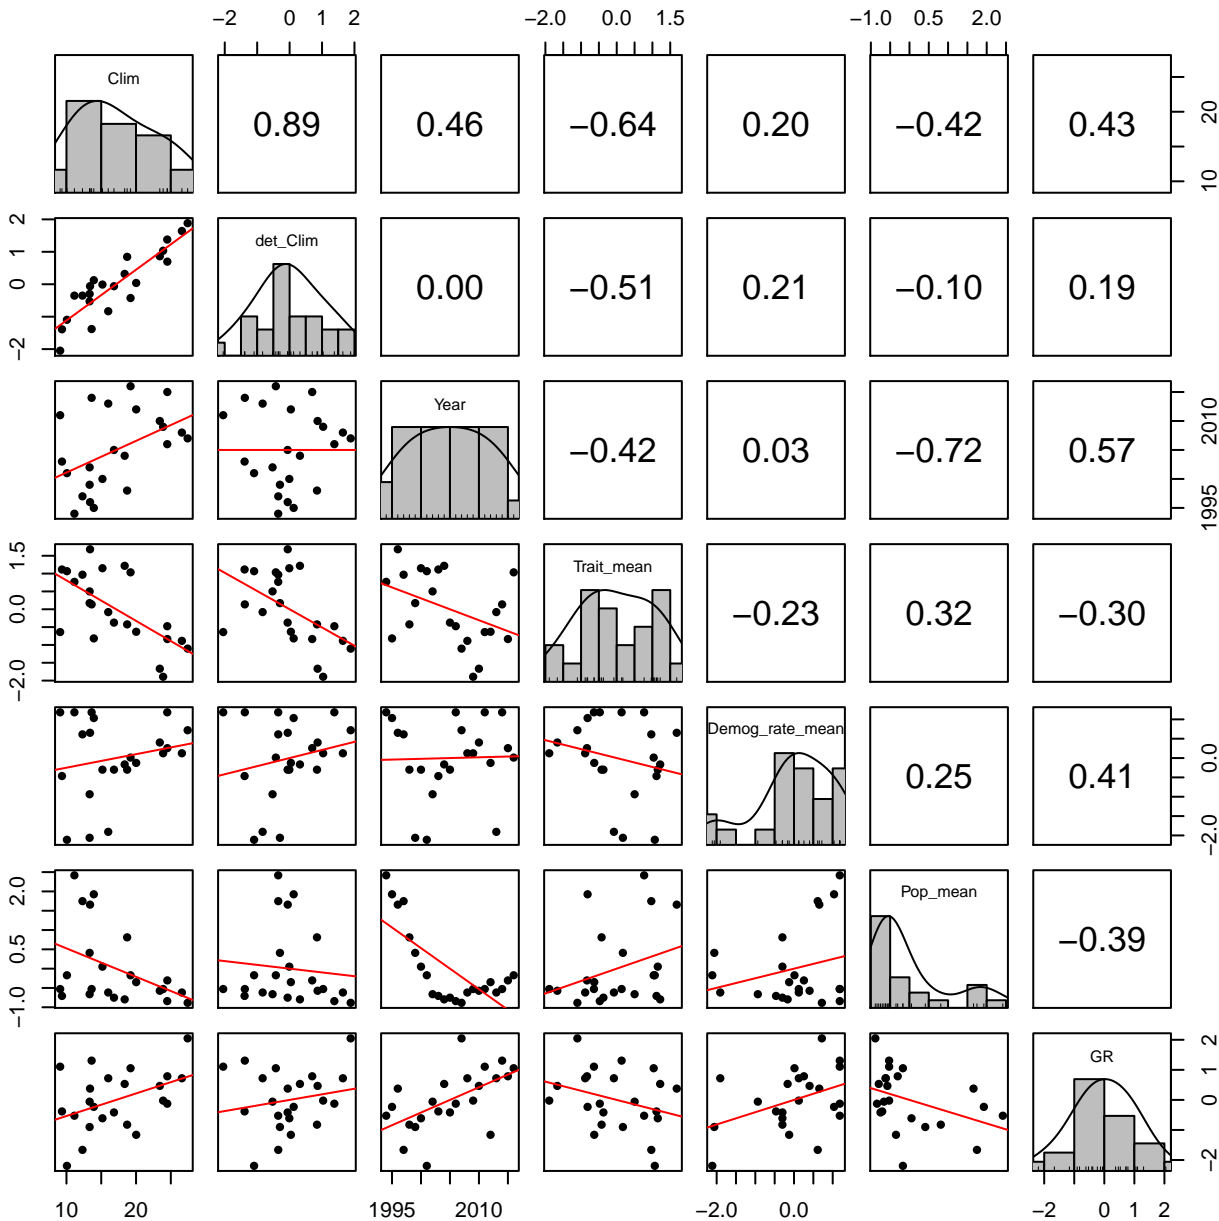 −2 0 1 2 −2.0 0.0 1.5 −1.0 0.5 2.0
Clim
0.89 0.46 −0.64 0.20 −0.42 0.43
10 20
−2 0 1 2
det_Clim
0.00 −0.51 0.21 −0.10 0.19
Year
−0.42 0.03 −0.72 0.57
1995 2010
−2.0 0.0 1.5
Trait_mean
−0.23 0.32 −0.30
Demog_rate_mean
0.25 0.41
−2.0 0.0
−1.0 0.5 2.0
Pop_mean
−0.39
GR
−2 0 1 2
10 20 1995 2010 −2.0 0.0 −2 0 1 2